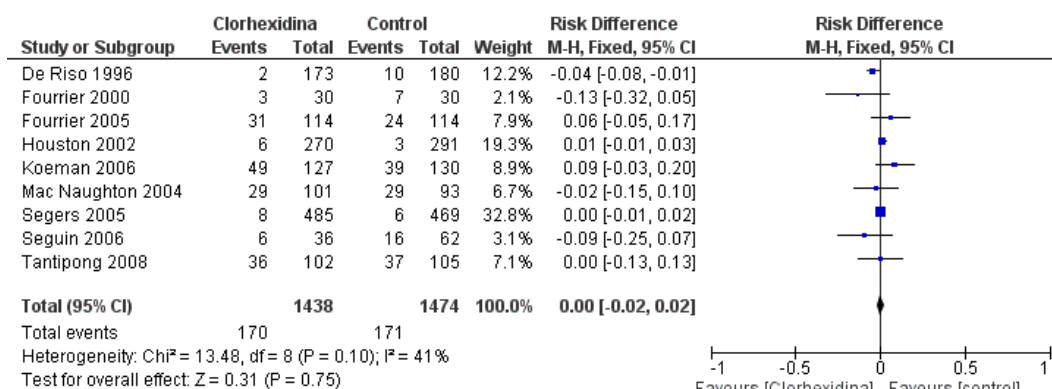 Clorhexidina Control Risk Difference Risk Difference
Study or Subgroup Events Total Events Total Weight M-H, Fixed, 95% CI M-H, Fixed, 95% CI
De Riso 1996 2 173 10 180 12.2% -0.04 [-0.08, -0.01]
Fourrier 2000 3 30 7 30 2.1% -0.13 [-0.32, 0.05]
Fourrier 2005 31 114 24 114 7.9% 0.06 [-0.05, 0.17]
Houston 2002 6 270 3 291 19.3% 0.01 [-0.01, 0.03]
Koeman 2006 49 127 39 130 8.9% 0.09 [-0.03, 0.20]
Mac Naughton 2004 29 101 29 93 6.7% -0.02 [-0.15, 0.10]
Segers 2005 8 485 6 469 32.8% 0.00 [-0.01, 0.02]
Seguin 2006 6 36 16 62 3.1% -0.09 [-0.25, 0.07]
Tantipong 2008 36 102 37 105 7.1% 0.00 [-0.13, 0.13]
Total (95% CI) 1438 1474 100.0% 0.00 [-0.02, 0.02]
Total events 170 171
Heterogeneity: Chi² = 13.48, df = 8 (P = 0.10); I² = 41%
Test for overall effect: Z = 0.31 (P = 0.75)
-1 -0.5 0 0.5 1
Favours [Clorhexidina] Favours [control]